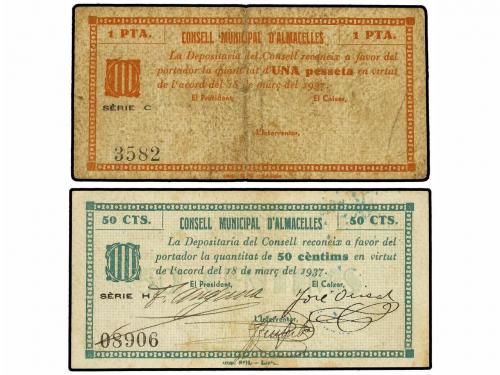 1 PTA. CONSELL MUNICIPAL D'ALMACELLES 1 PTA.
La Depositaria del Consell reconeix a favor del
portador la quantitat d'UNA pesseta en virtut
de l'acord del 18 de març del 1937.
El President, El Caixer,
SÈRIE C
L'Interventor,
3582
50 CTS. CONSELL MUNICIPAL D'ALMACELLES 50 CTS.
La Depositaria del Consell reconeix a favor del
portador la quantitat de 50 cèntims en virtut
de l'acord del 18 de març del 1937.
El President, El Caixer,
SÈRIE H
José
L'Interventor,
08906